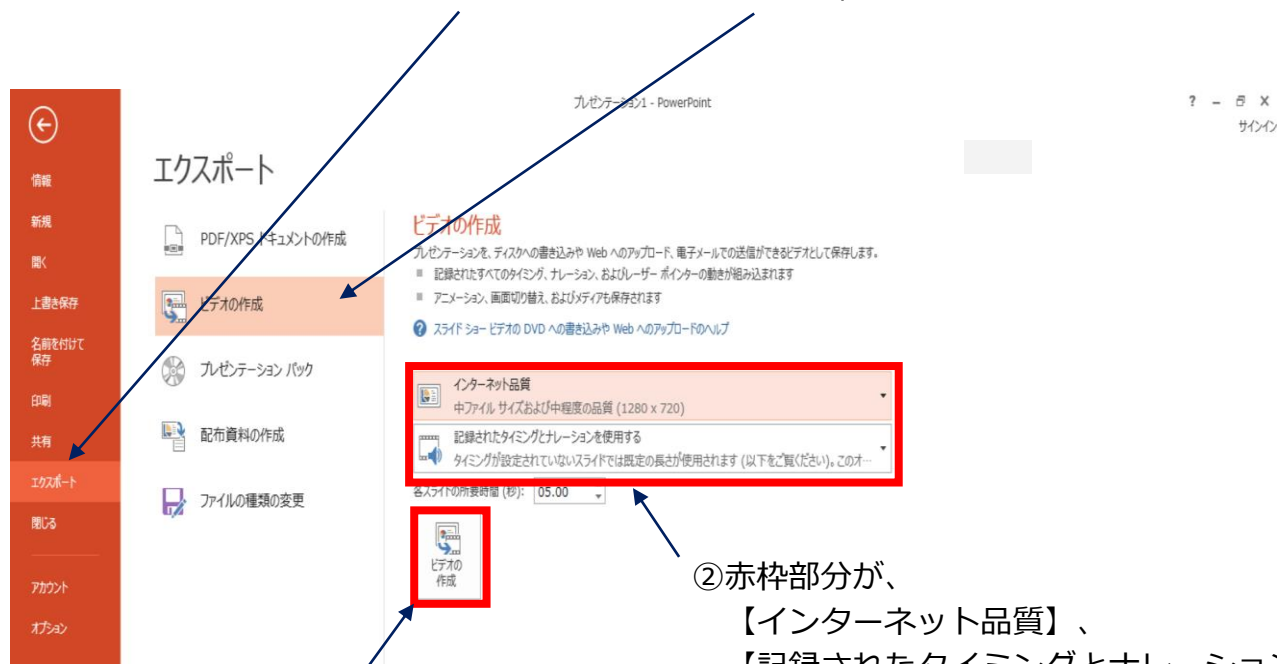 プレゼンテーション1 - PowerPoint
? – X
サインイン
エクスポート
情報
新規
開く
上書き保存
名前を付けて
保存
印刷
共有
エクスポート
閉じる
アカウント
オプション
PDF/XPS ドキュメントの作成
ビデオの作成
プレゼンテーション パック
配布資料の作成
ファイルの種類の変更
ビデオの作成
プレゼンテーションを、ディスクへの書き込みや Web へのアップロード、電子メールでの送信ができるビデオとして保存します。
■ 記録されたすべてのタイミング、ナレーション、およびレーザー ポインターの動きが組み込まれます
■ アニメーション、画面切り替え、およびメディアも保存されます
スライド ショー ビデオの DVD への書き込みや Web へのアップロードのヘルプ
インターネット品質
中ファイル サイズおよび中程度の品質 (1280 x 720)
記録されたタイミングとナレーションを使用する
タイミングが設定されていないスライドでは既定の長さが使用されます (以下をご覧ください)。このオ…
各スライドの所要時間 (秒): 05.00
ビデオの
作成
②赤枠部分が、
【インターネット品質】、
【記録されたタイミングとナレーション